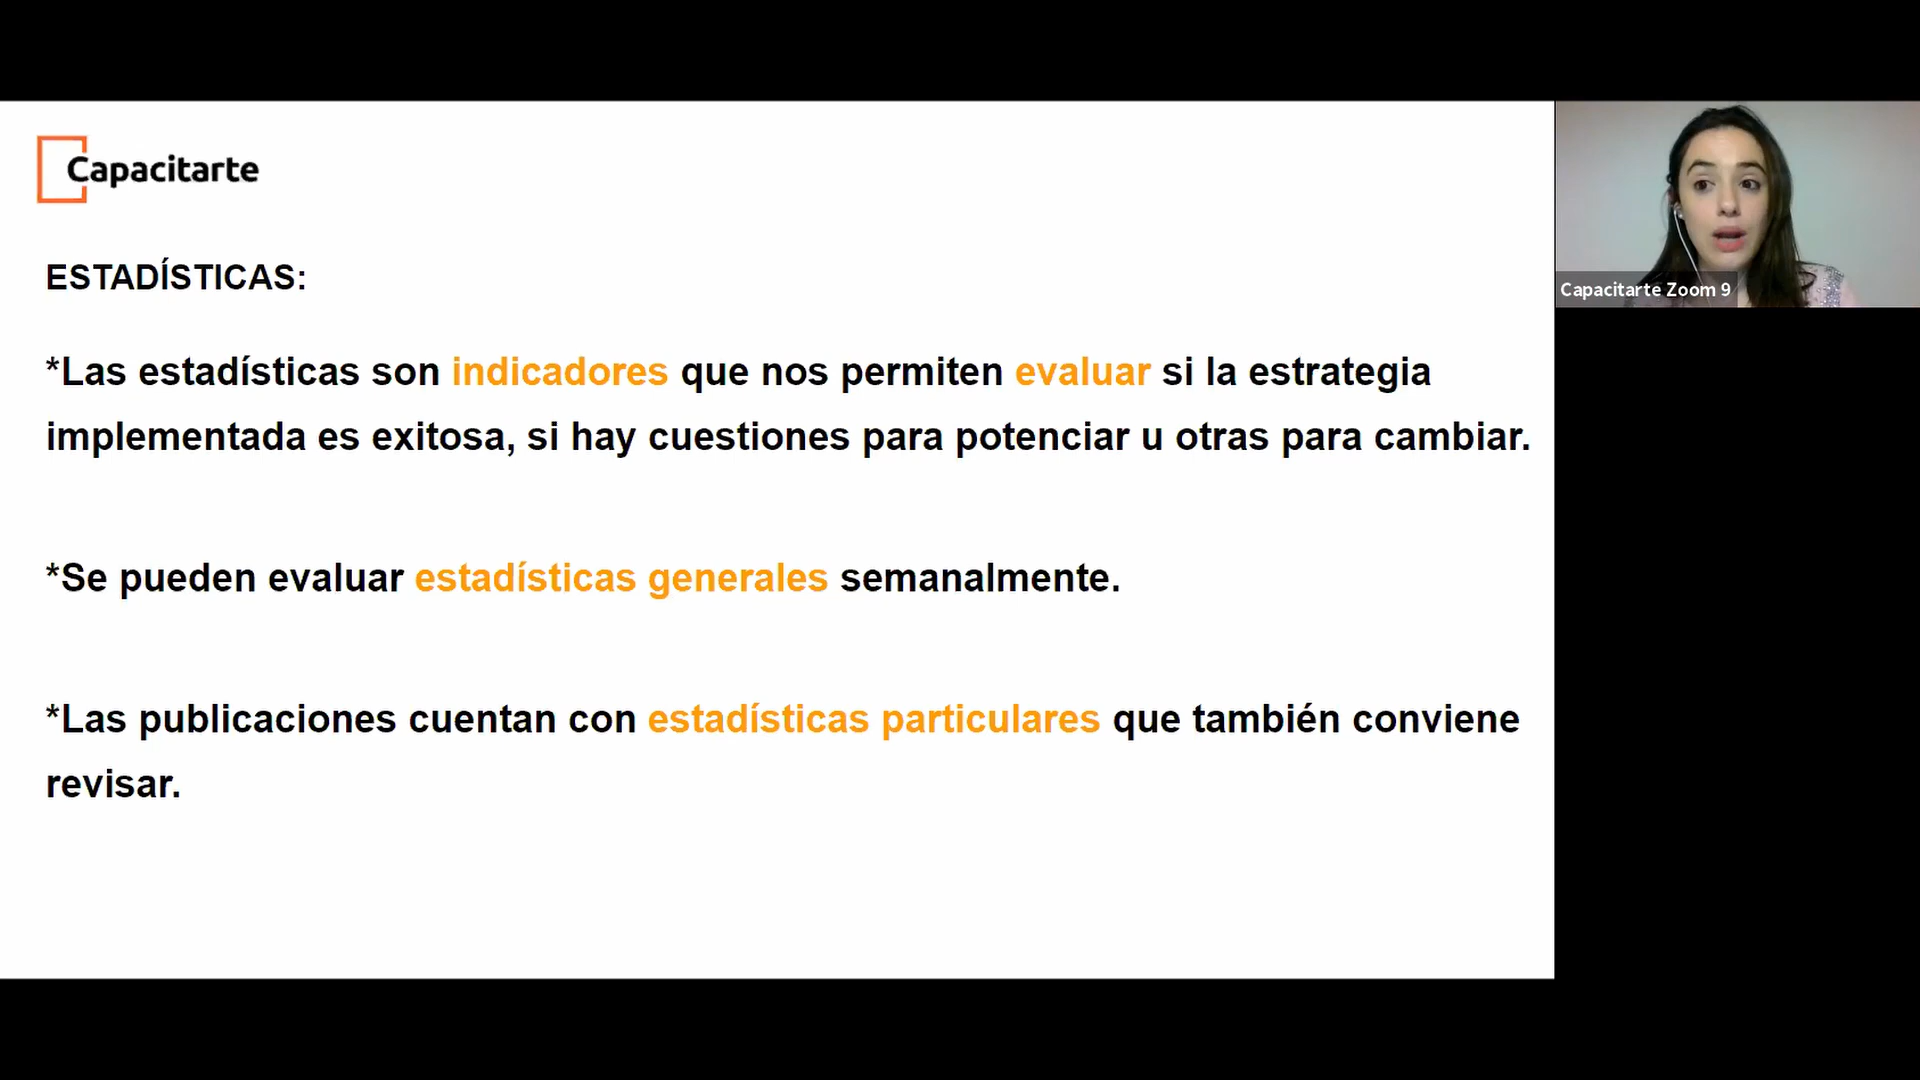 Capacitarte
ESTADÍSTICAS:
*Las estadísticas son indicadores que nos permiten evaluar si la estrategia
implementada es exitosa, si hay cuestiones para potenciar u otras para cambiar.
*Se pueden evaluar estadísticas generales semanalmente.
*Las publicaciones cuentan con estadísticas particulares que también conviene
revisar.
Capacitarte Zoom 9